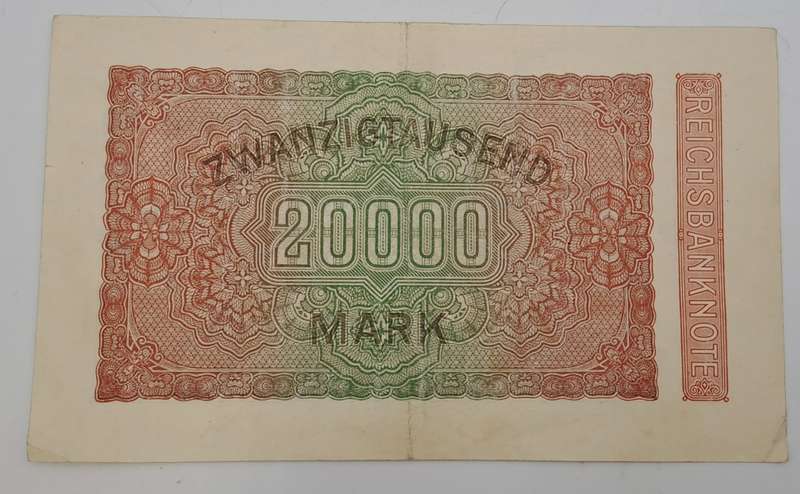 ZWANZIGTAUSEND
20000
MARK
REICHSBANKNOTE